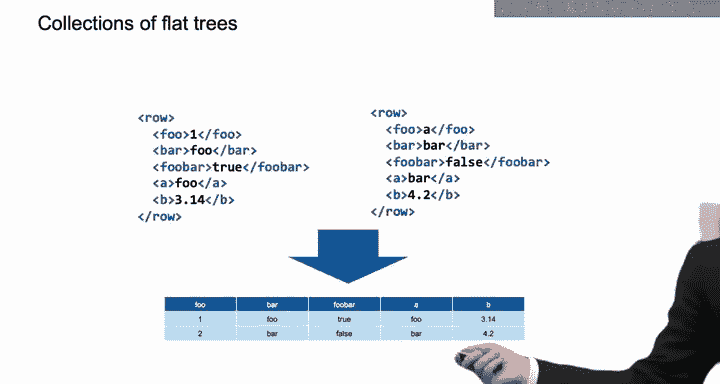 Collections of flat trees
<row>
<foo>1</foo>
<bar>foo</bar>
<foobar>true</foobar>
<a>foo</a>
<b>3.14</b>
</row>
<row>
<foo>a</foo>
<bar>bar</bar>
<foobar>false</foobar>
<a>bar</a>
<b>4.2</b>
</row>
foo bar foobar a b
1 foo true foo 3.14
2 bar false bar 4.2